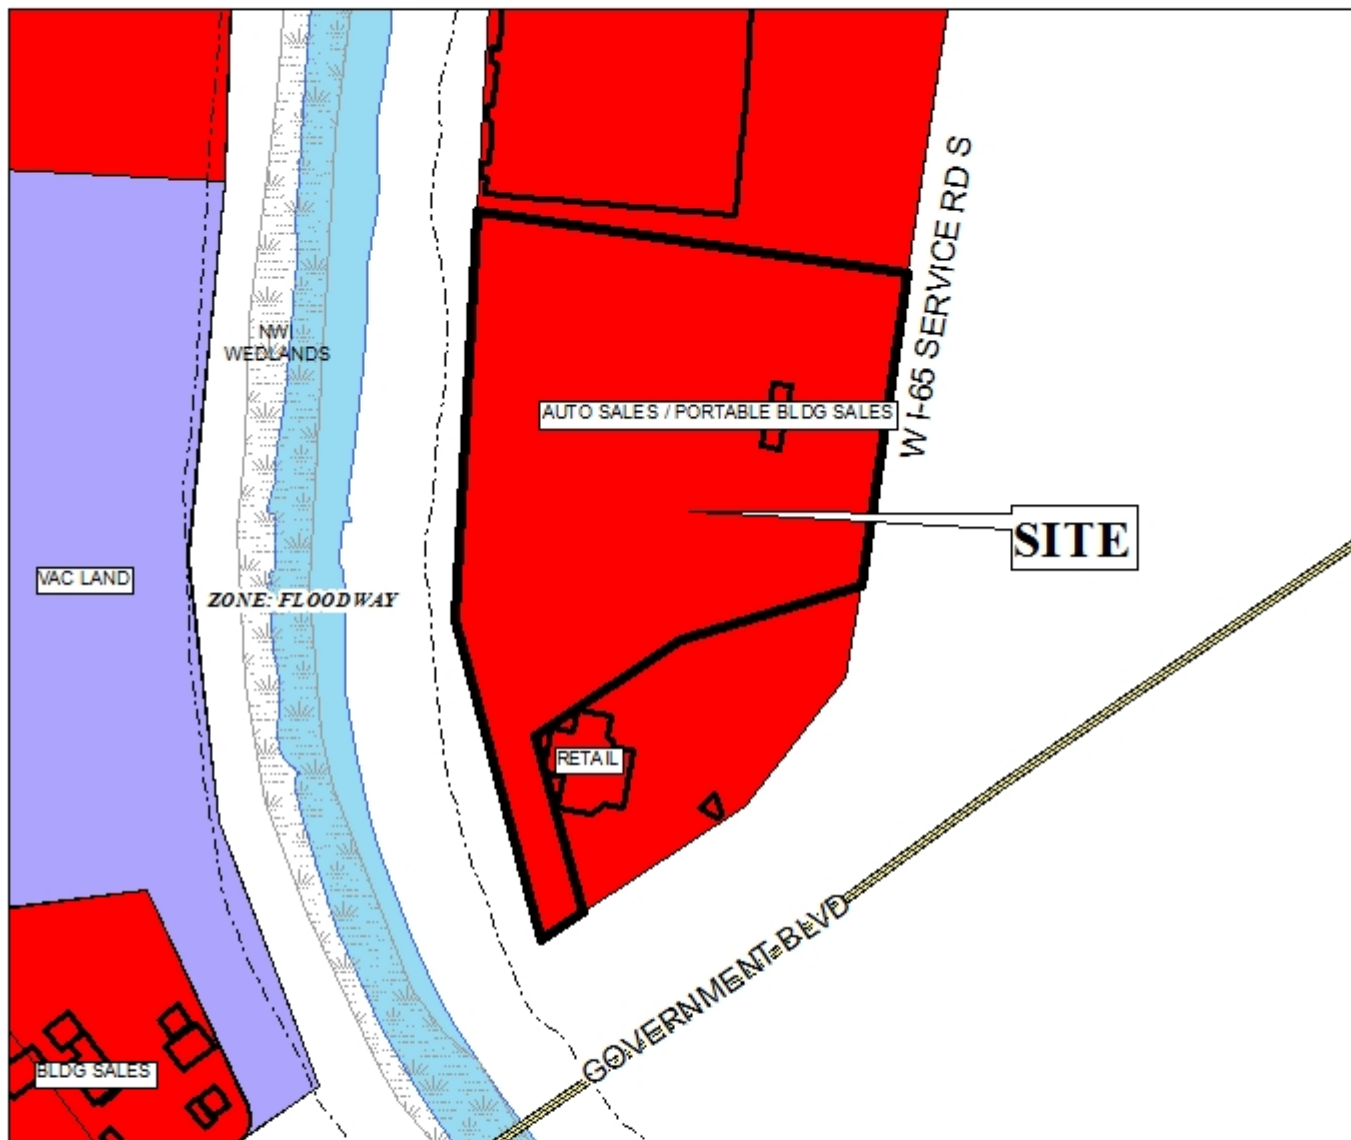 W I-65 SERVICE RD S
NWI
WEDLANDS
AUTO SALES / PORTABLE BLDG SALES
SITE
VAC LAND
ZONE: FLOODWAY
RETAIL
GOVERNMENT BLVD
BLDG SALES